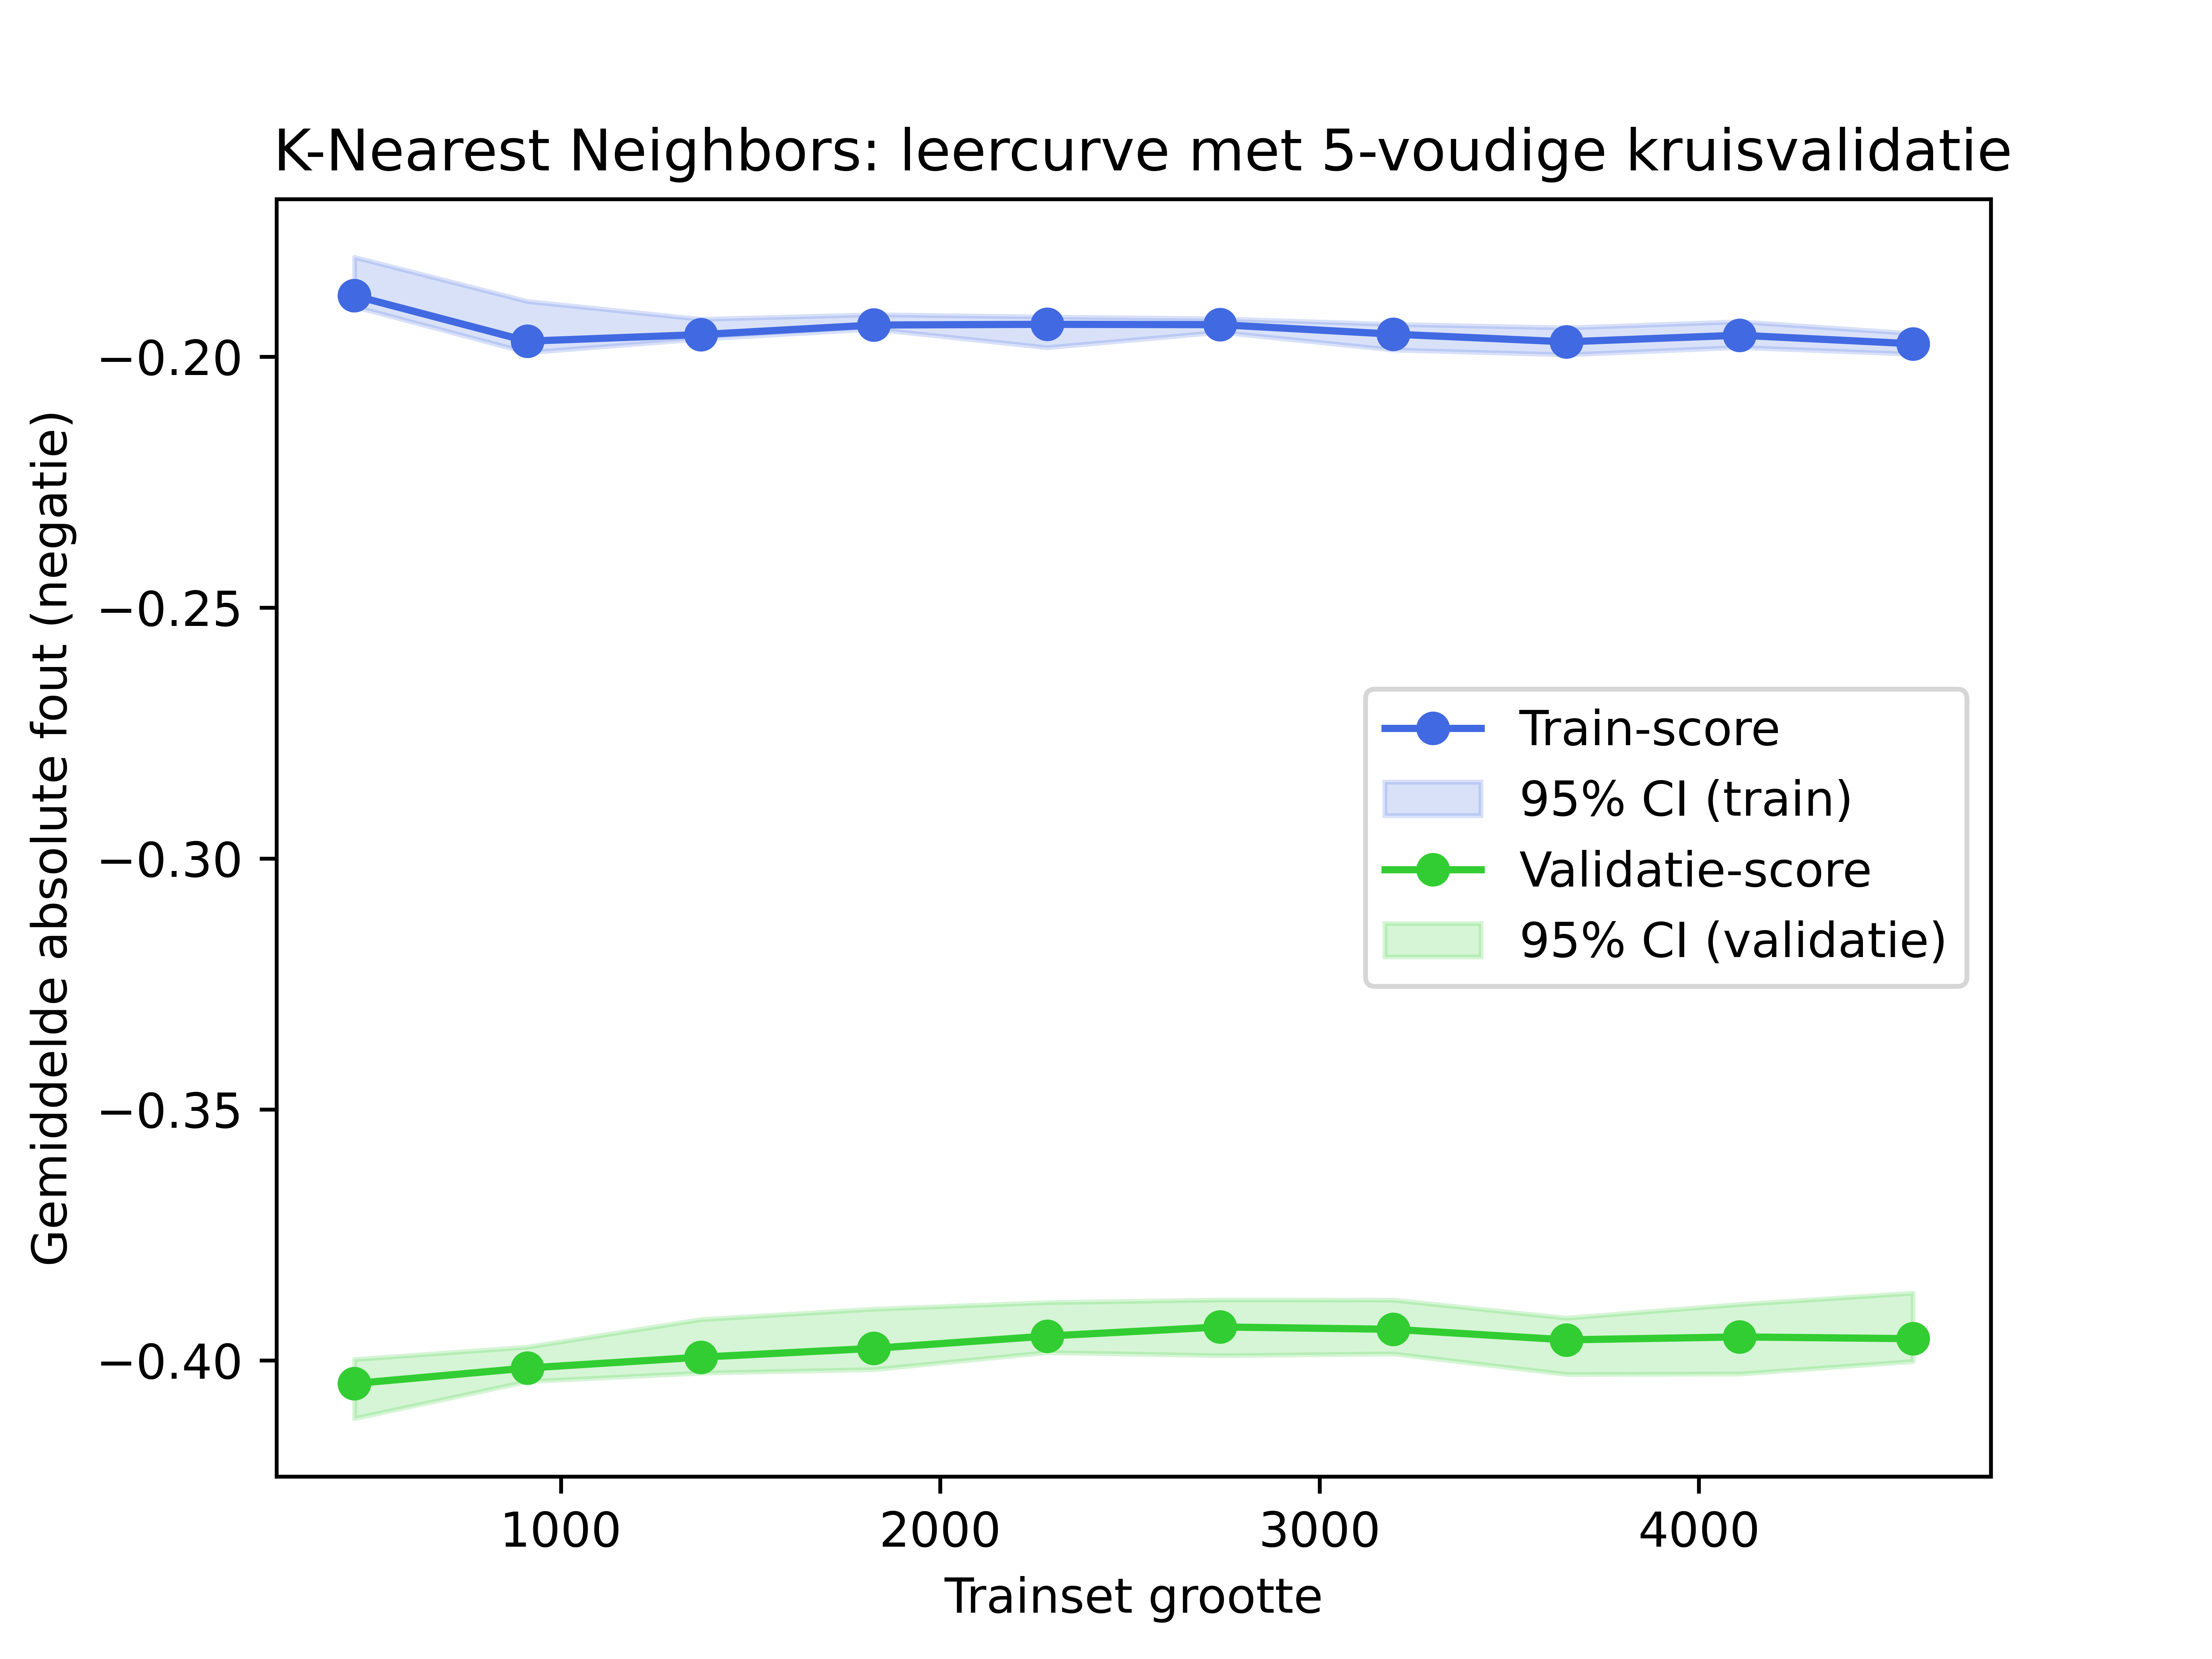 K-Nearest Neighbors: leercurve met 5-voudige kruisvalidatie
Gemiddelde absolute fout (negatie)
−0.20
−0.25
−0.30
−0.35
−0.40
Train-score
95% CI (train)
Validatie-score
95% CI (validatie)
1000 2000 3000 4000
Trainset grootte